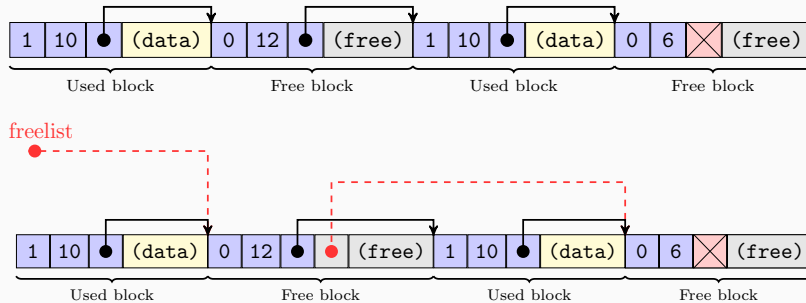 1 10 (data) 0 12 (free) 1 10 (data) 0 6 (free)
Used block Free block Used block Free block
freelist
1 10 (data) 0 12 (free) 1 10 (data) 0 6 (free)
Used block Free block Used block Free block